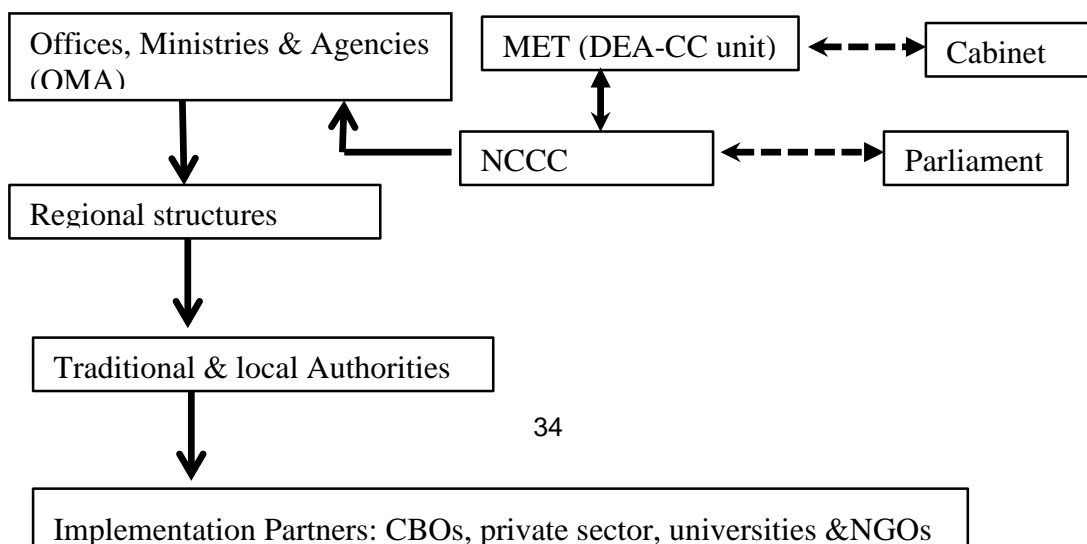 Offices, Ministries & Agencies
(OMA)
MET (DEA-CC unit)
Cabinet
NCCC
Parliament
Regional structures
Traditional & local Authorities
34
Implementation Partners: CBOs, private sector, universities &NGOs